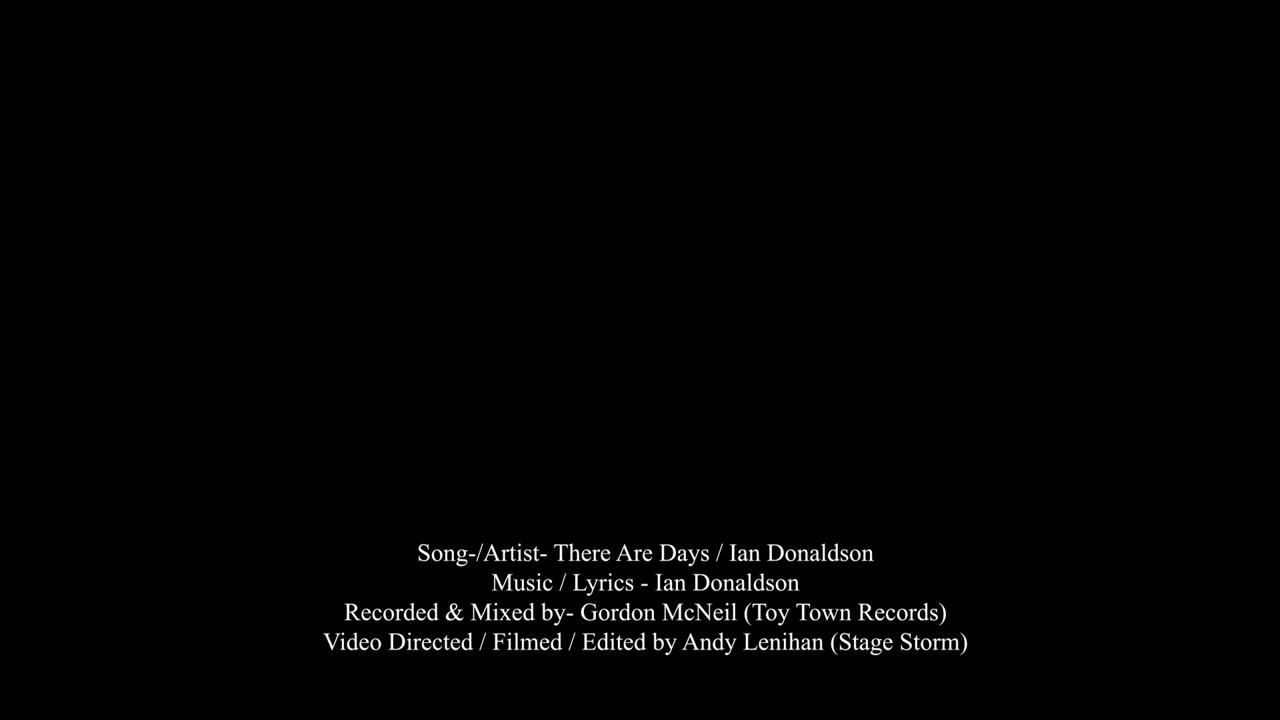 Song-/Artist- There Are Days / Ian Donaldson
Music / Lyrics - Ian Donaldson
Recorded & Mixed by- Gordon McNeil (Toy Town Records)
Video Directed / Filmed / Edited by Andy Lenihan (Stage Storm)